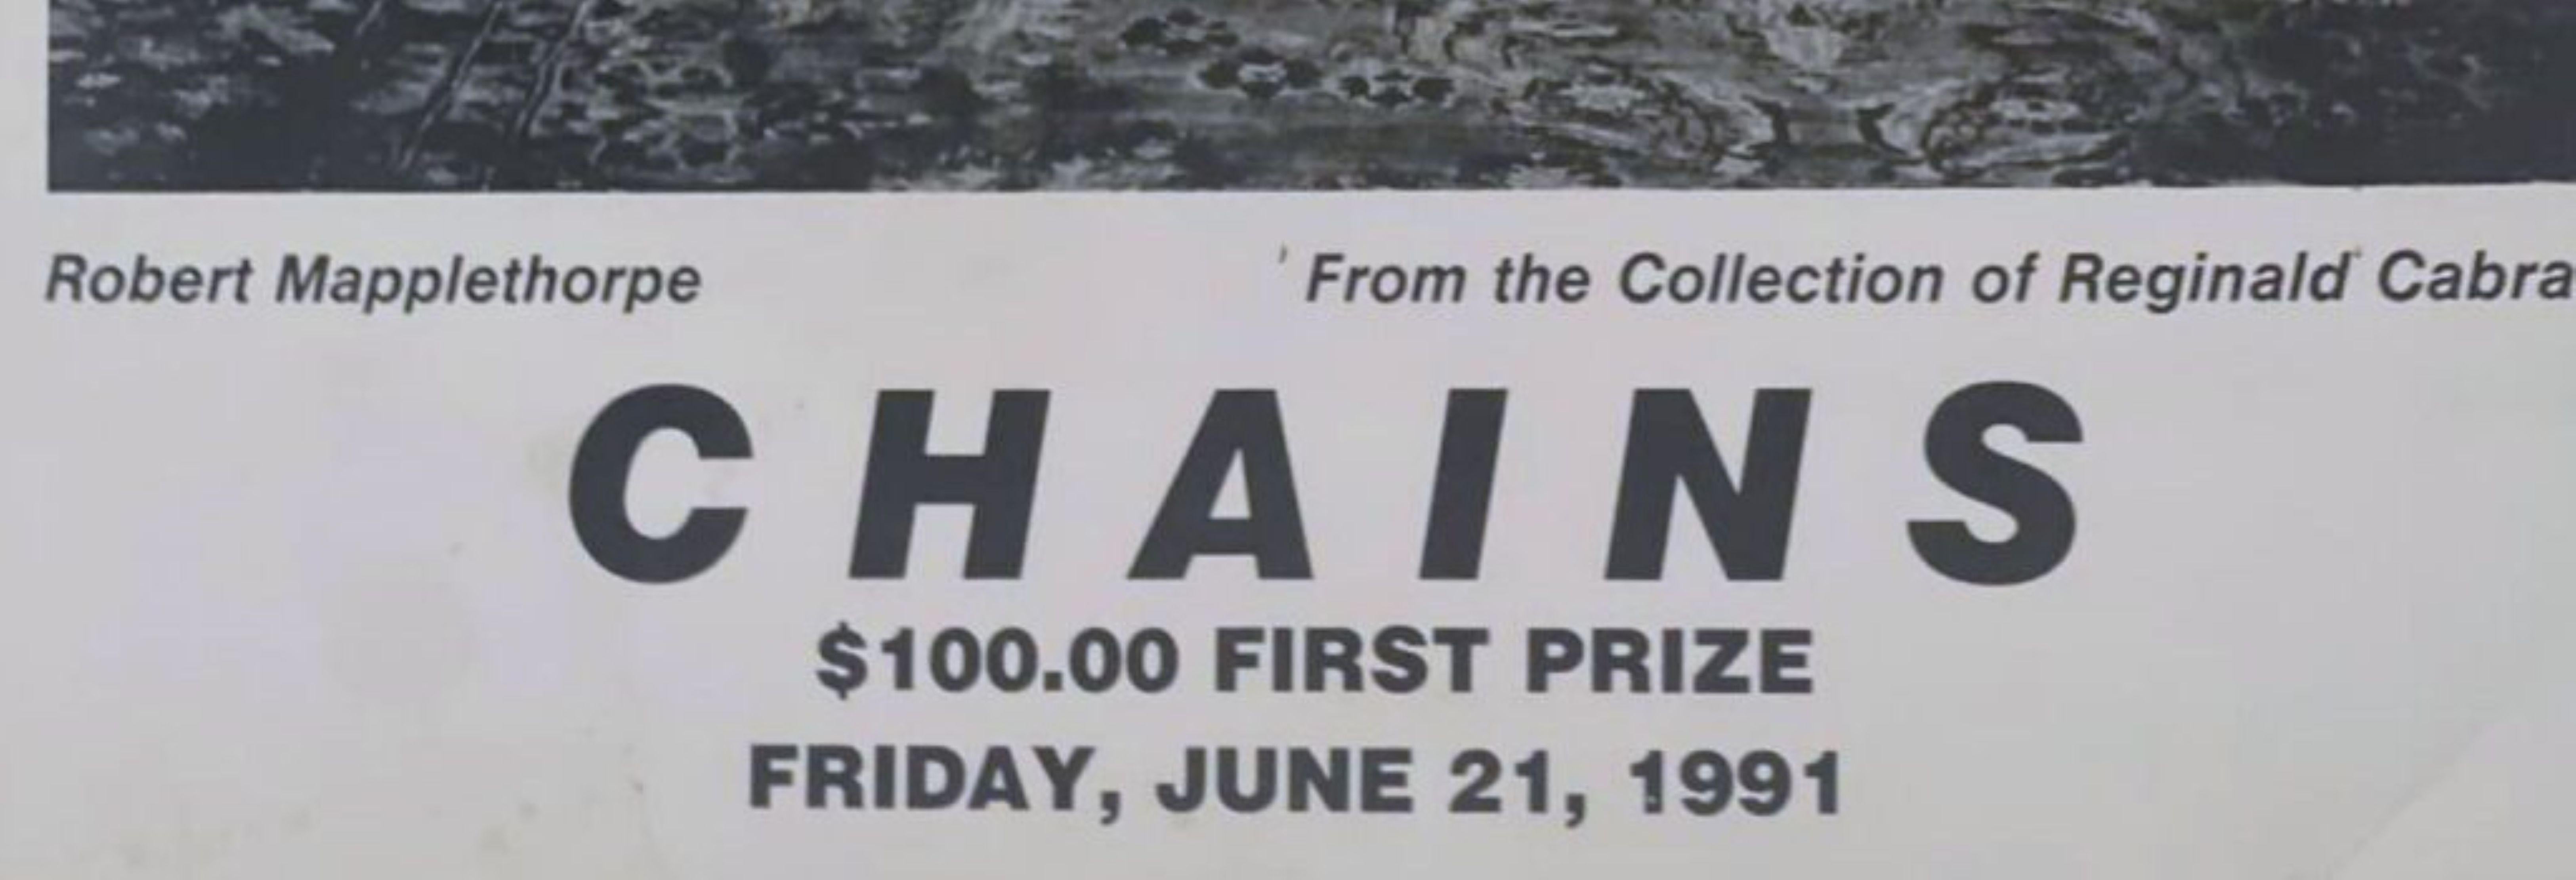 Robert Mapplethorpe From the Collection of Reginald Cabra
CHAINS
$100.00 FIRST PRIZE
FRIDAY, JUNE 21, 1991